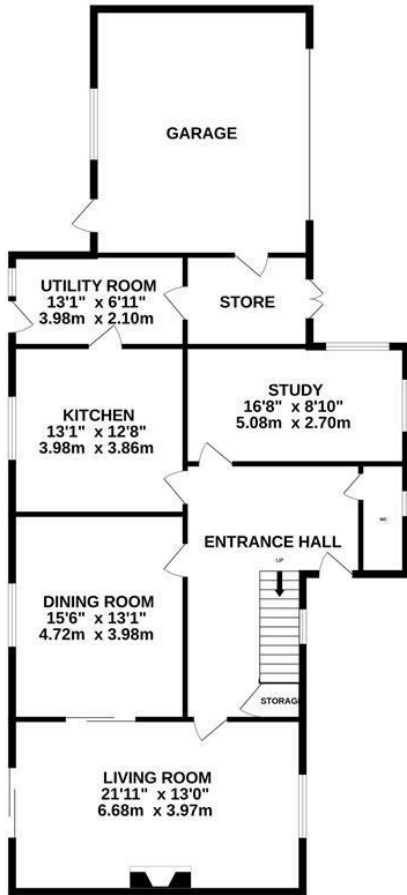 GARAGE
UTILITY ROOM
13'1" x 6'11"
3.98m x 2.10m
STORE
STUDY
16'8" x 8'10"
5.08m x 2.70m
KITCHEN
13'1" x 12'8"
3.98m x 3.86m
WC
ENTRANCE HALL
UP
DINING ROOM
15'6" x 13'1"
4.72m x 3.98m
STORAGE
LIVING ROOM
21'11" x 13'0"
6.68m x 3.97m